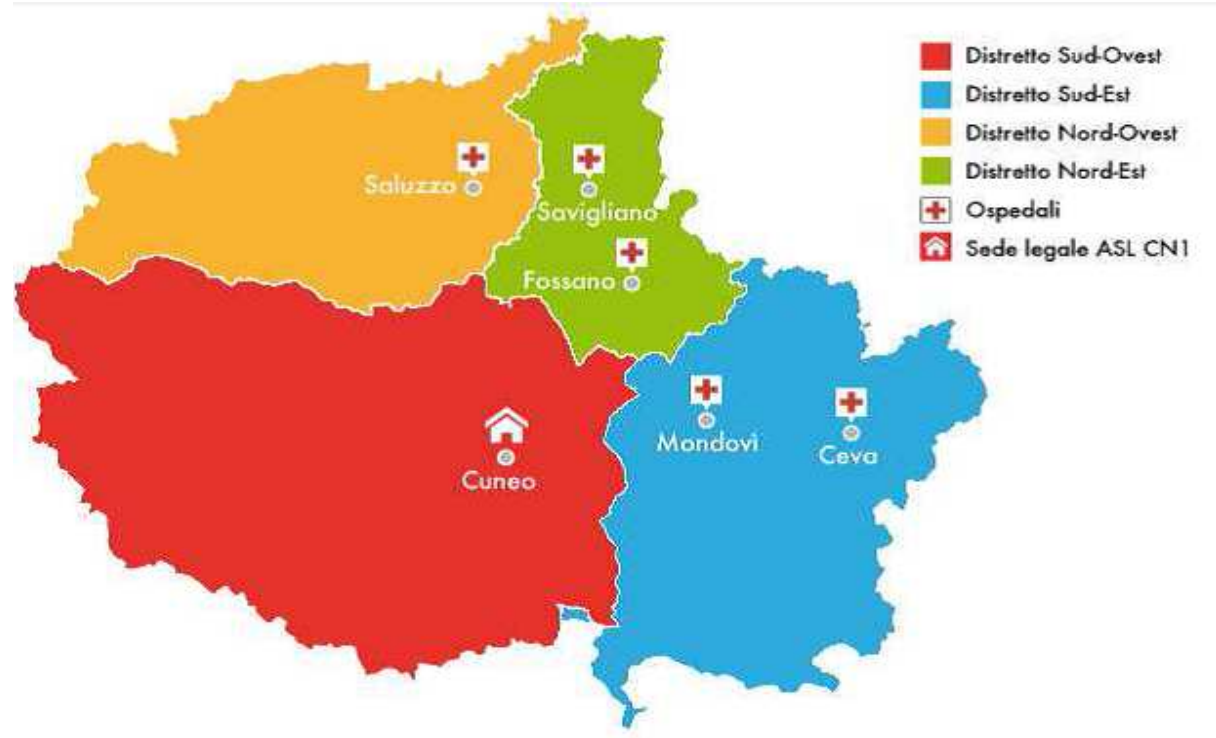 Distretto Sud-Ovest
Distretto Sud-Est
Distretto Nord-Ovest
Distretto Nord-Est
Ospedali
Sede legale ASL CN1
Saluzzo
Savigliano
Fossano
Mondovì
Ceva
Cuneo